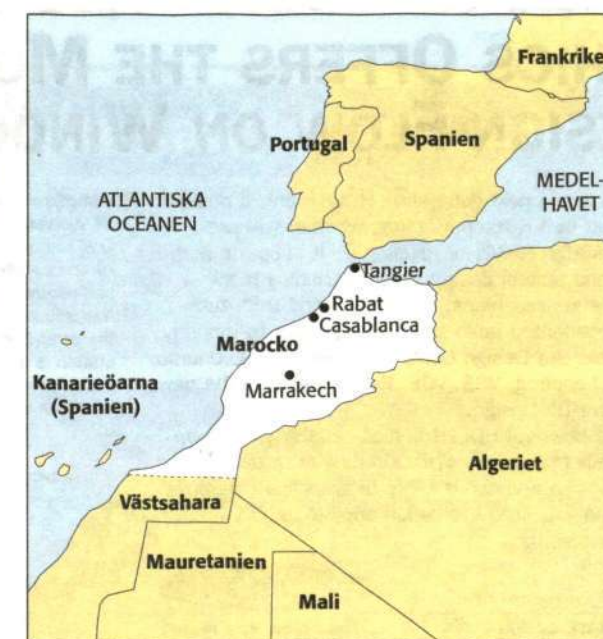 Frankrike
Portugal
Spanien
ATLANTISKA
OCEANEN
MEDEL-
HAVET
Tangier
Rabat
Casablanca
Marocko
Marrakech
Kanarieöarna
(Spanien)
Algeriet
Västsahara
Mauretanien
Mali